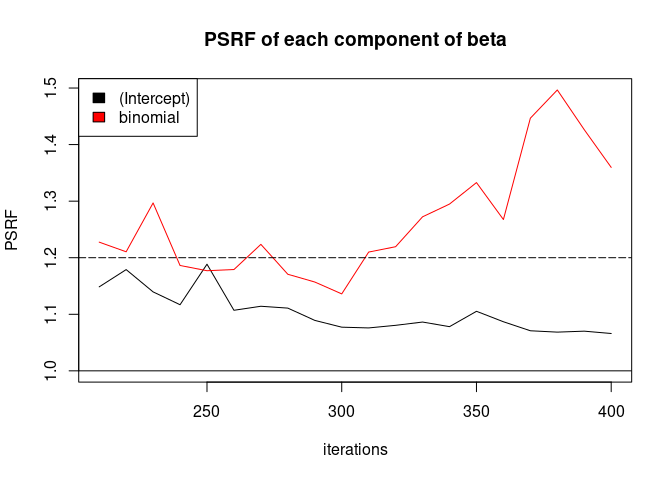 PSRF of each component of beta
(Intercept)
binomial
PSRF
1.5
1.4
1.3
1.2
1.1
1.0
250 300 350 400
iterations